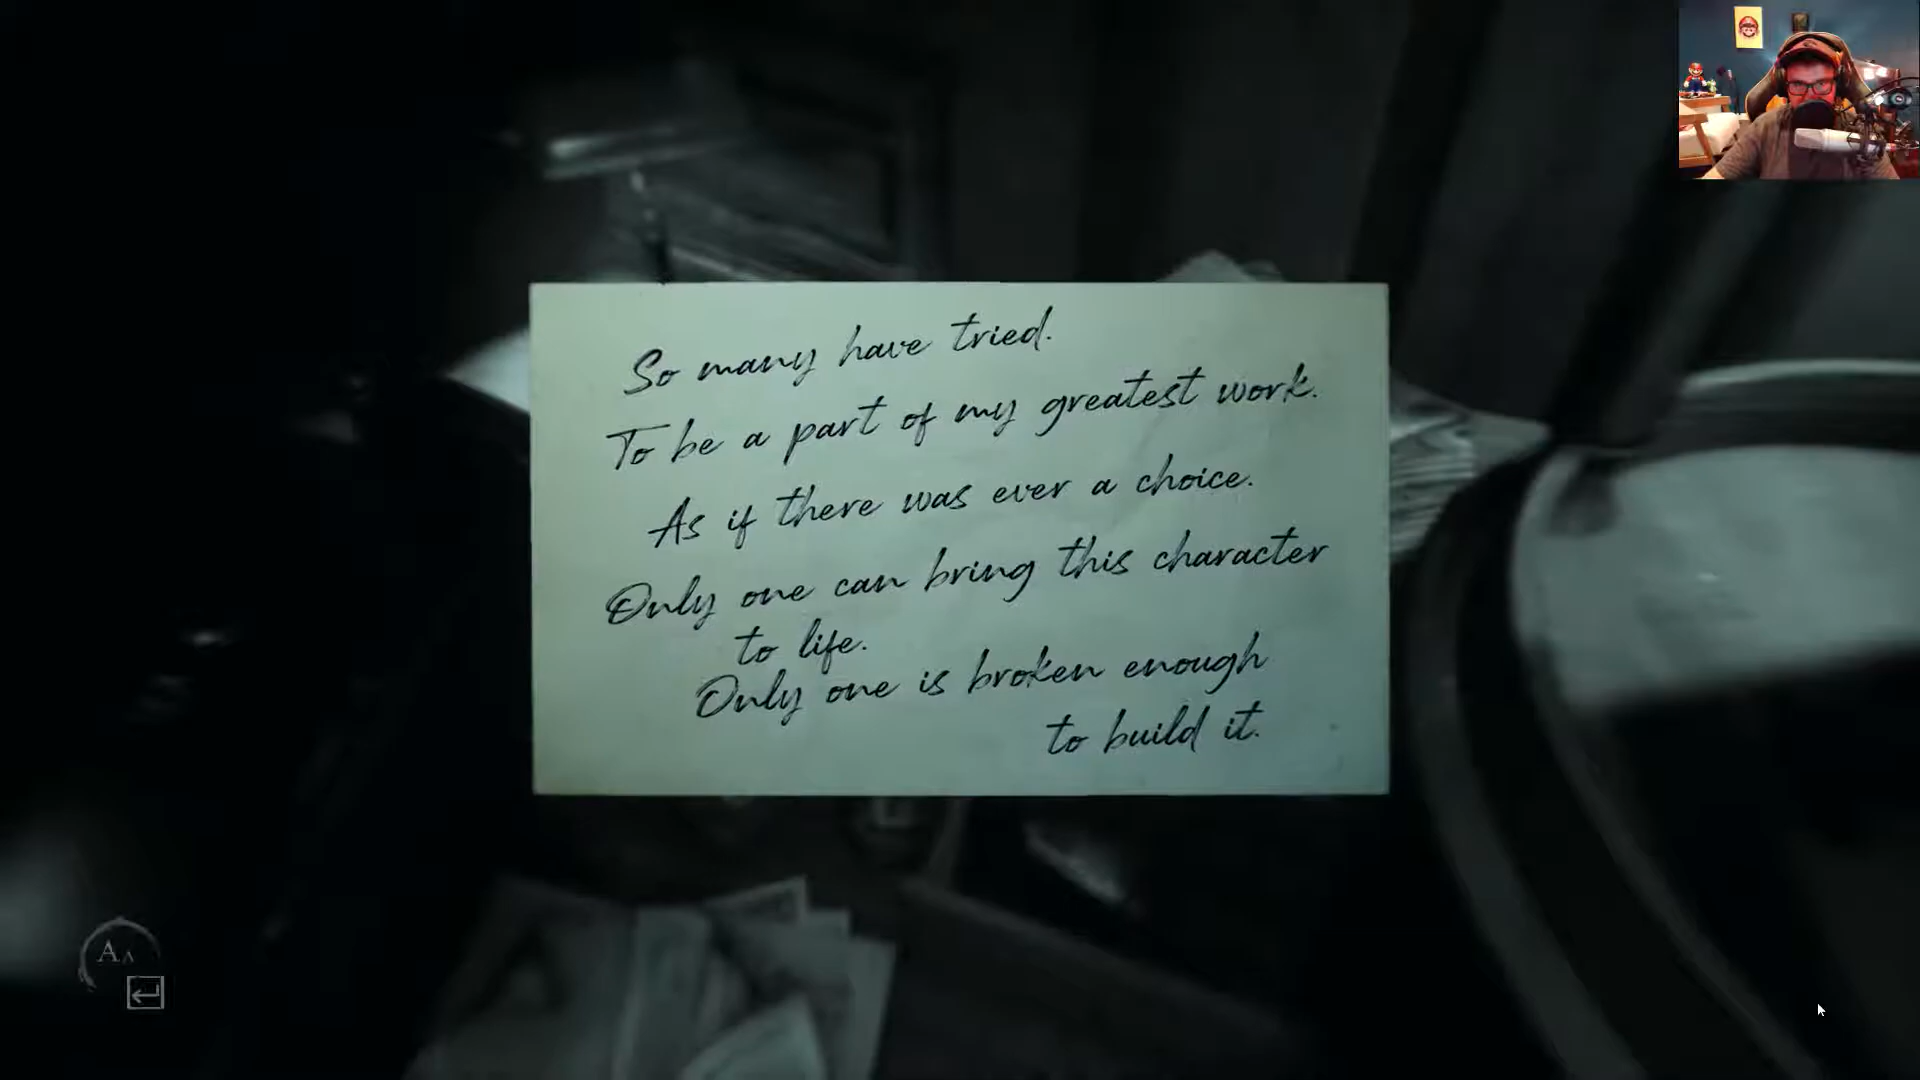 So many have tried.
To be a part of my greatest work.
As if there was ever a choice.
Only one can bring this character
to life.
Only one is broken enough
to build it.
AA